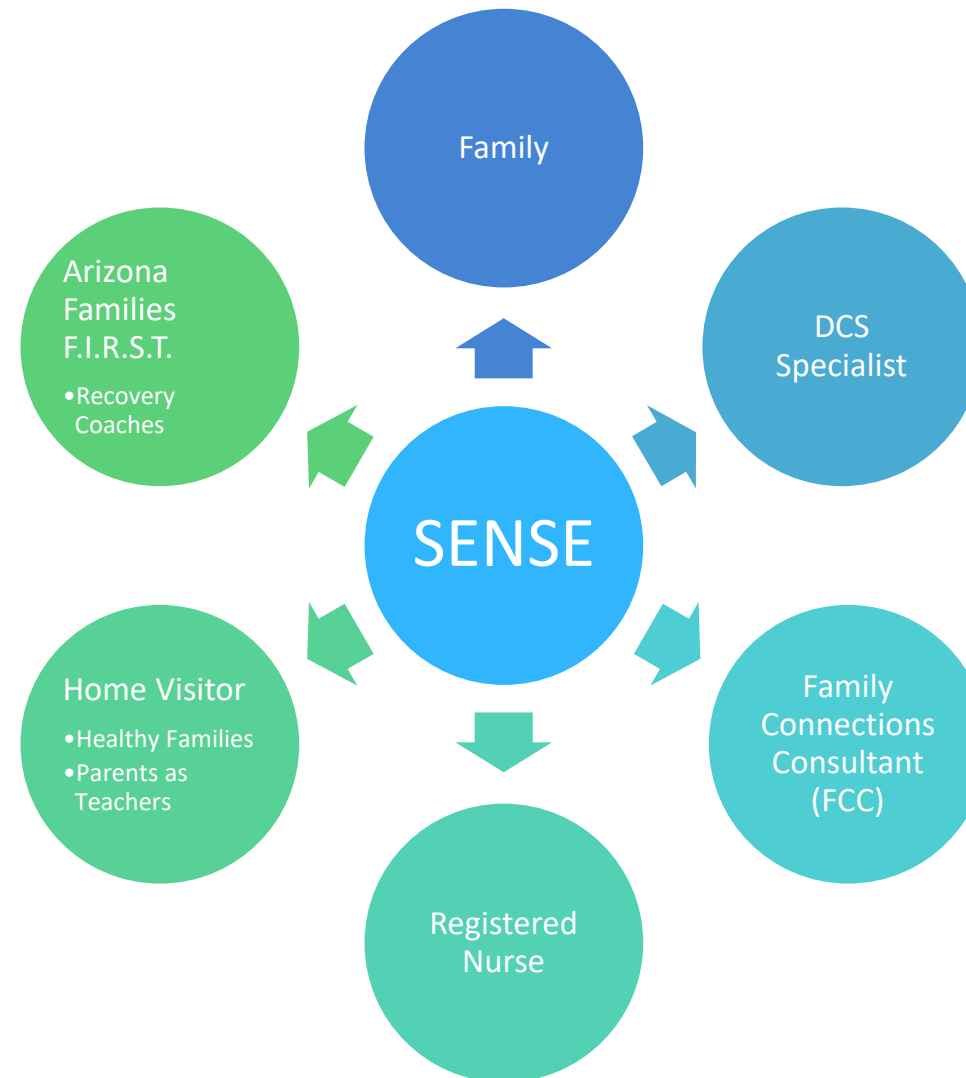 Family
DCS
Specialist
Family
Connections
Consultant
(FCC)
Registered
Nurse
Home Visitor
•Healthy Families
•Parents as
Teachers
Arizona
Families
F.I.R.S.T.
•Recovery
Coaches
SENSE